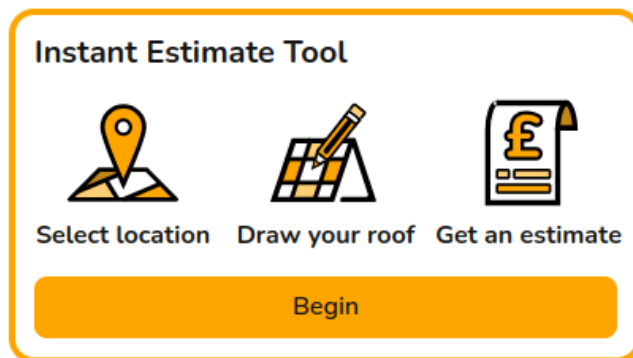 Instant Estimate Tool
£
Select location Draw your roof Get an estimate
Begin